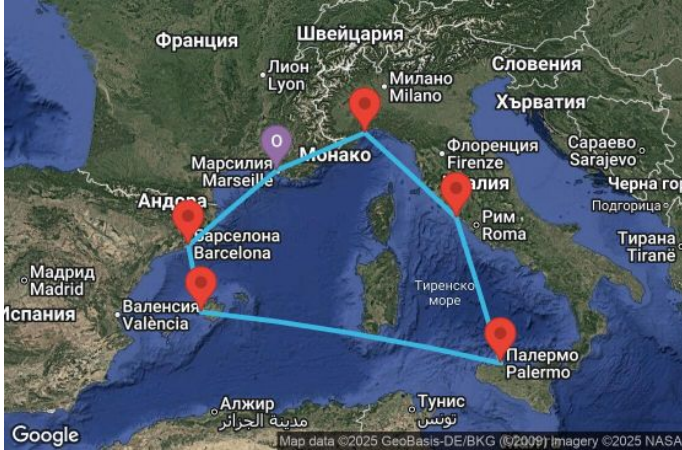 Франция
Швейцария
Лион
Lyon
Милано
Milano
Словения
Хърватия
O
Марсилия
Marseille
Монако
Флоренция
Firenze
Сараево
Sarajevo
Андора
алия
Черна гор
Подгорица
Барселона
Barcelona
Рим
Roma
Тирана
Tiranë
Мадрид
Madrid
Испания
Валенсия
València
Тиренско
море
Палермо
Palermo
Алжир
مدينة الجزائر
Тунис
تونس
Google
Map data ©2025 GeoBasis-DE/BKG (©2009) Imagery ©2025 NASA